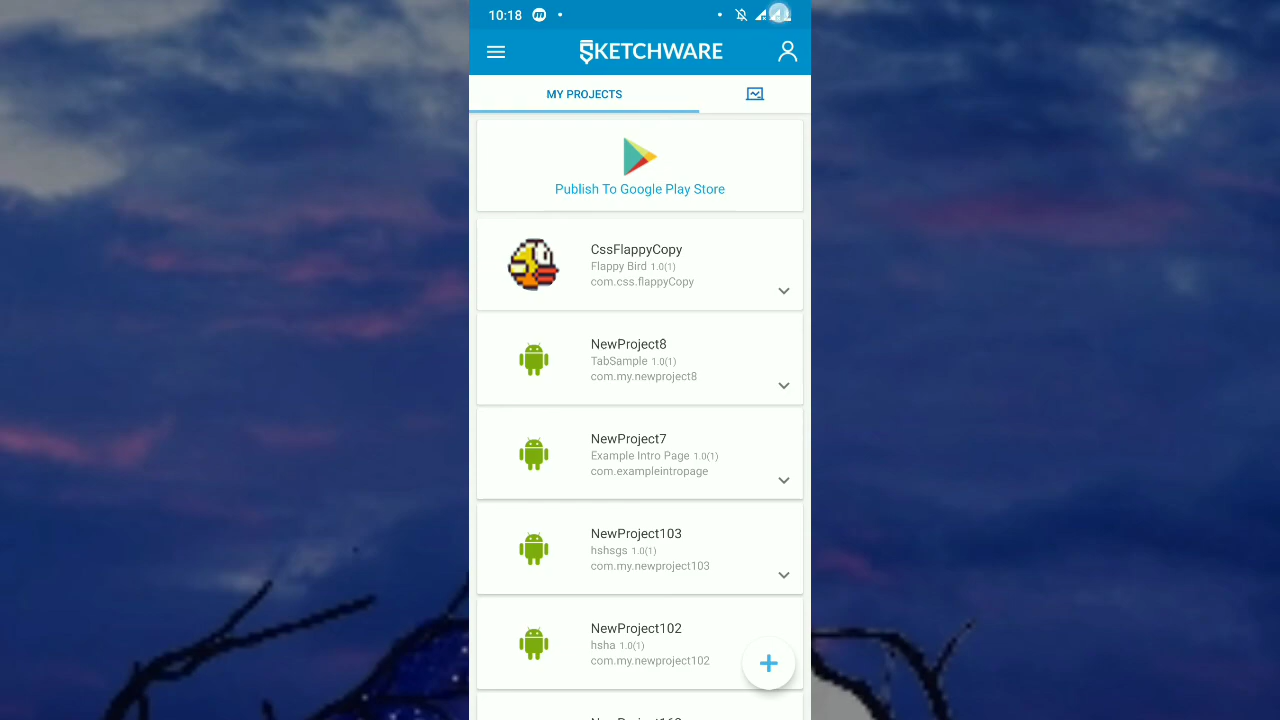 10:18
SKETCHWARE
MY PROJECTS
Publish To Google Play Store
CssFlappyCopy
Flappy Bird 1.0(1)
com.css.flappyCopy
NewProject8
TabSample 1.0(1)
com.my.newproject8
NewProject7
Example Intro Page 1.0(1)
com.exampleintropage
NewProject103
hshsgs 1.0(1)
com.my.newproject103
NewProject102
hsha 1.0(1)
com.my.newproject102